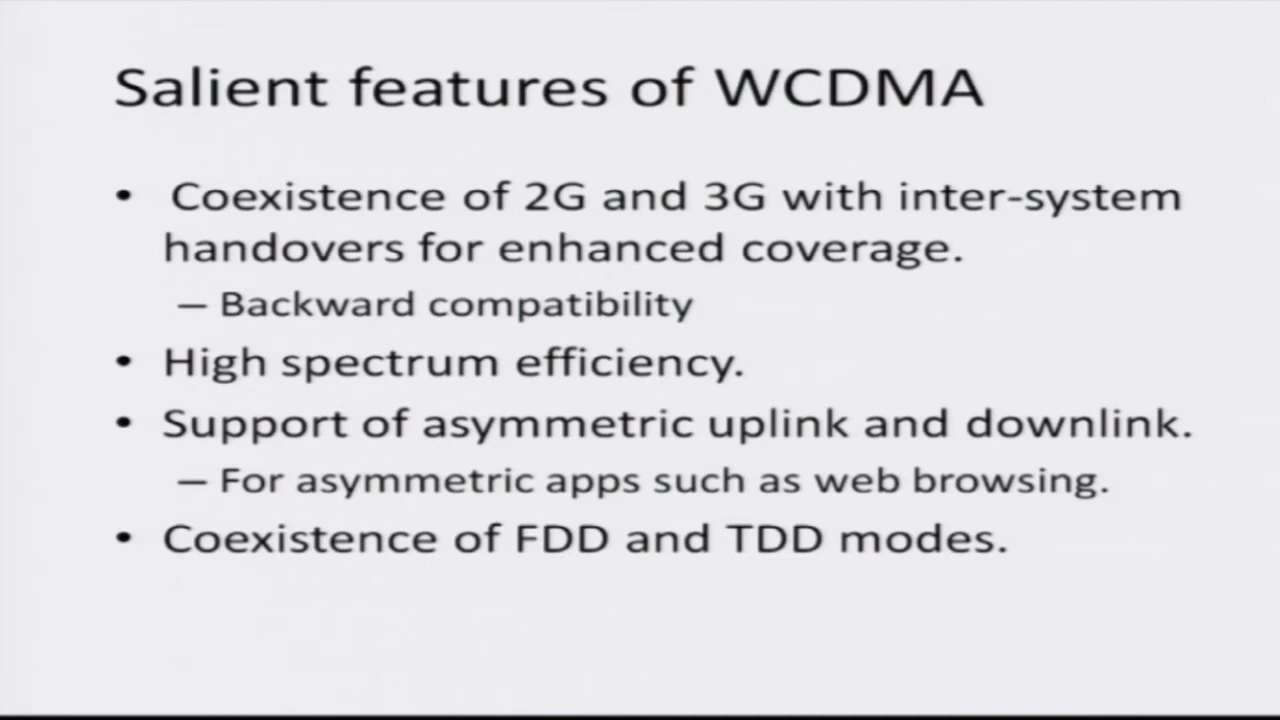 Salient features of WCDMA
• Coexistence of 2G and 3G with inter-system
handovers for enhanced coverage.
– Backward compatibility
• High spectrum efficiency.
• Support of asymmetric uplink and downlink.
– For asymmetric apps such as web browsing.
• Coexistence of FDD and TDD modes.